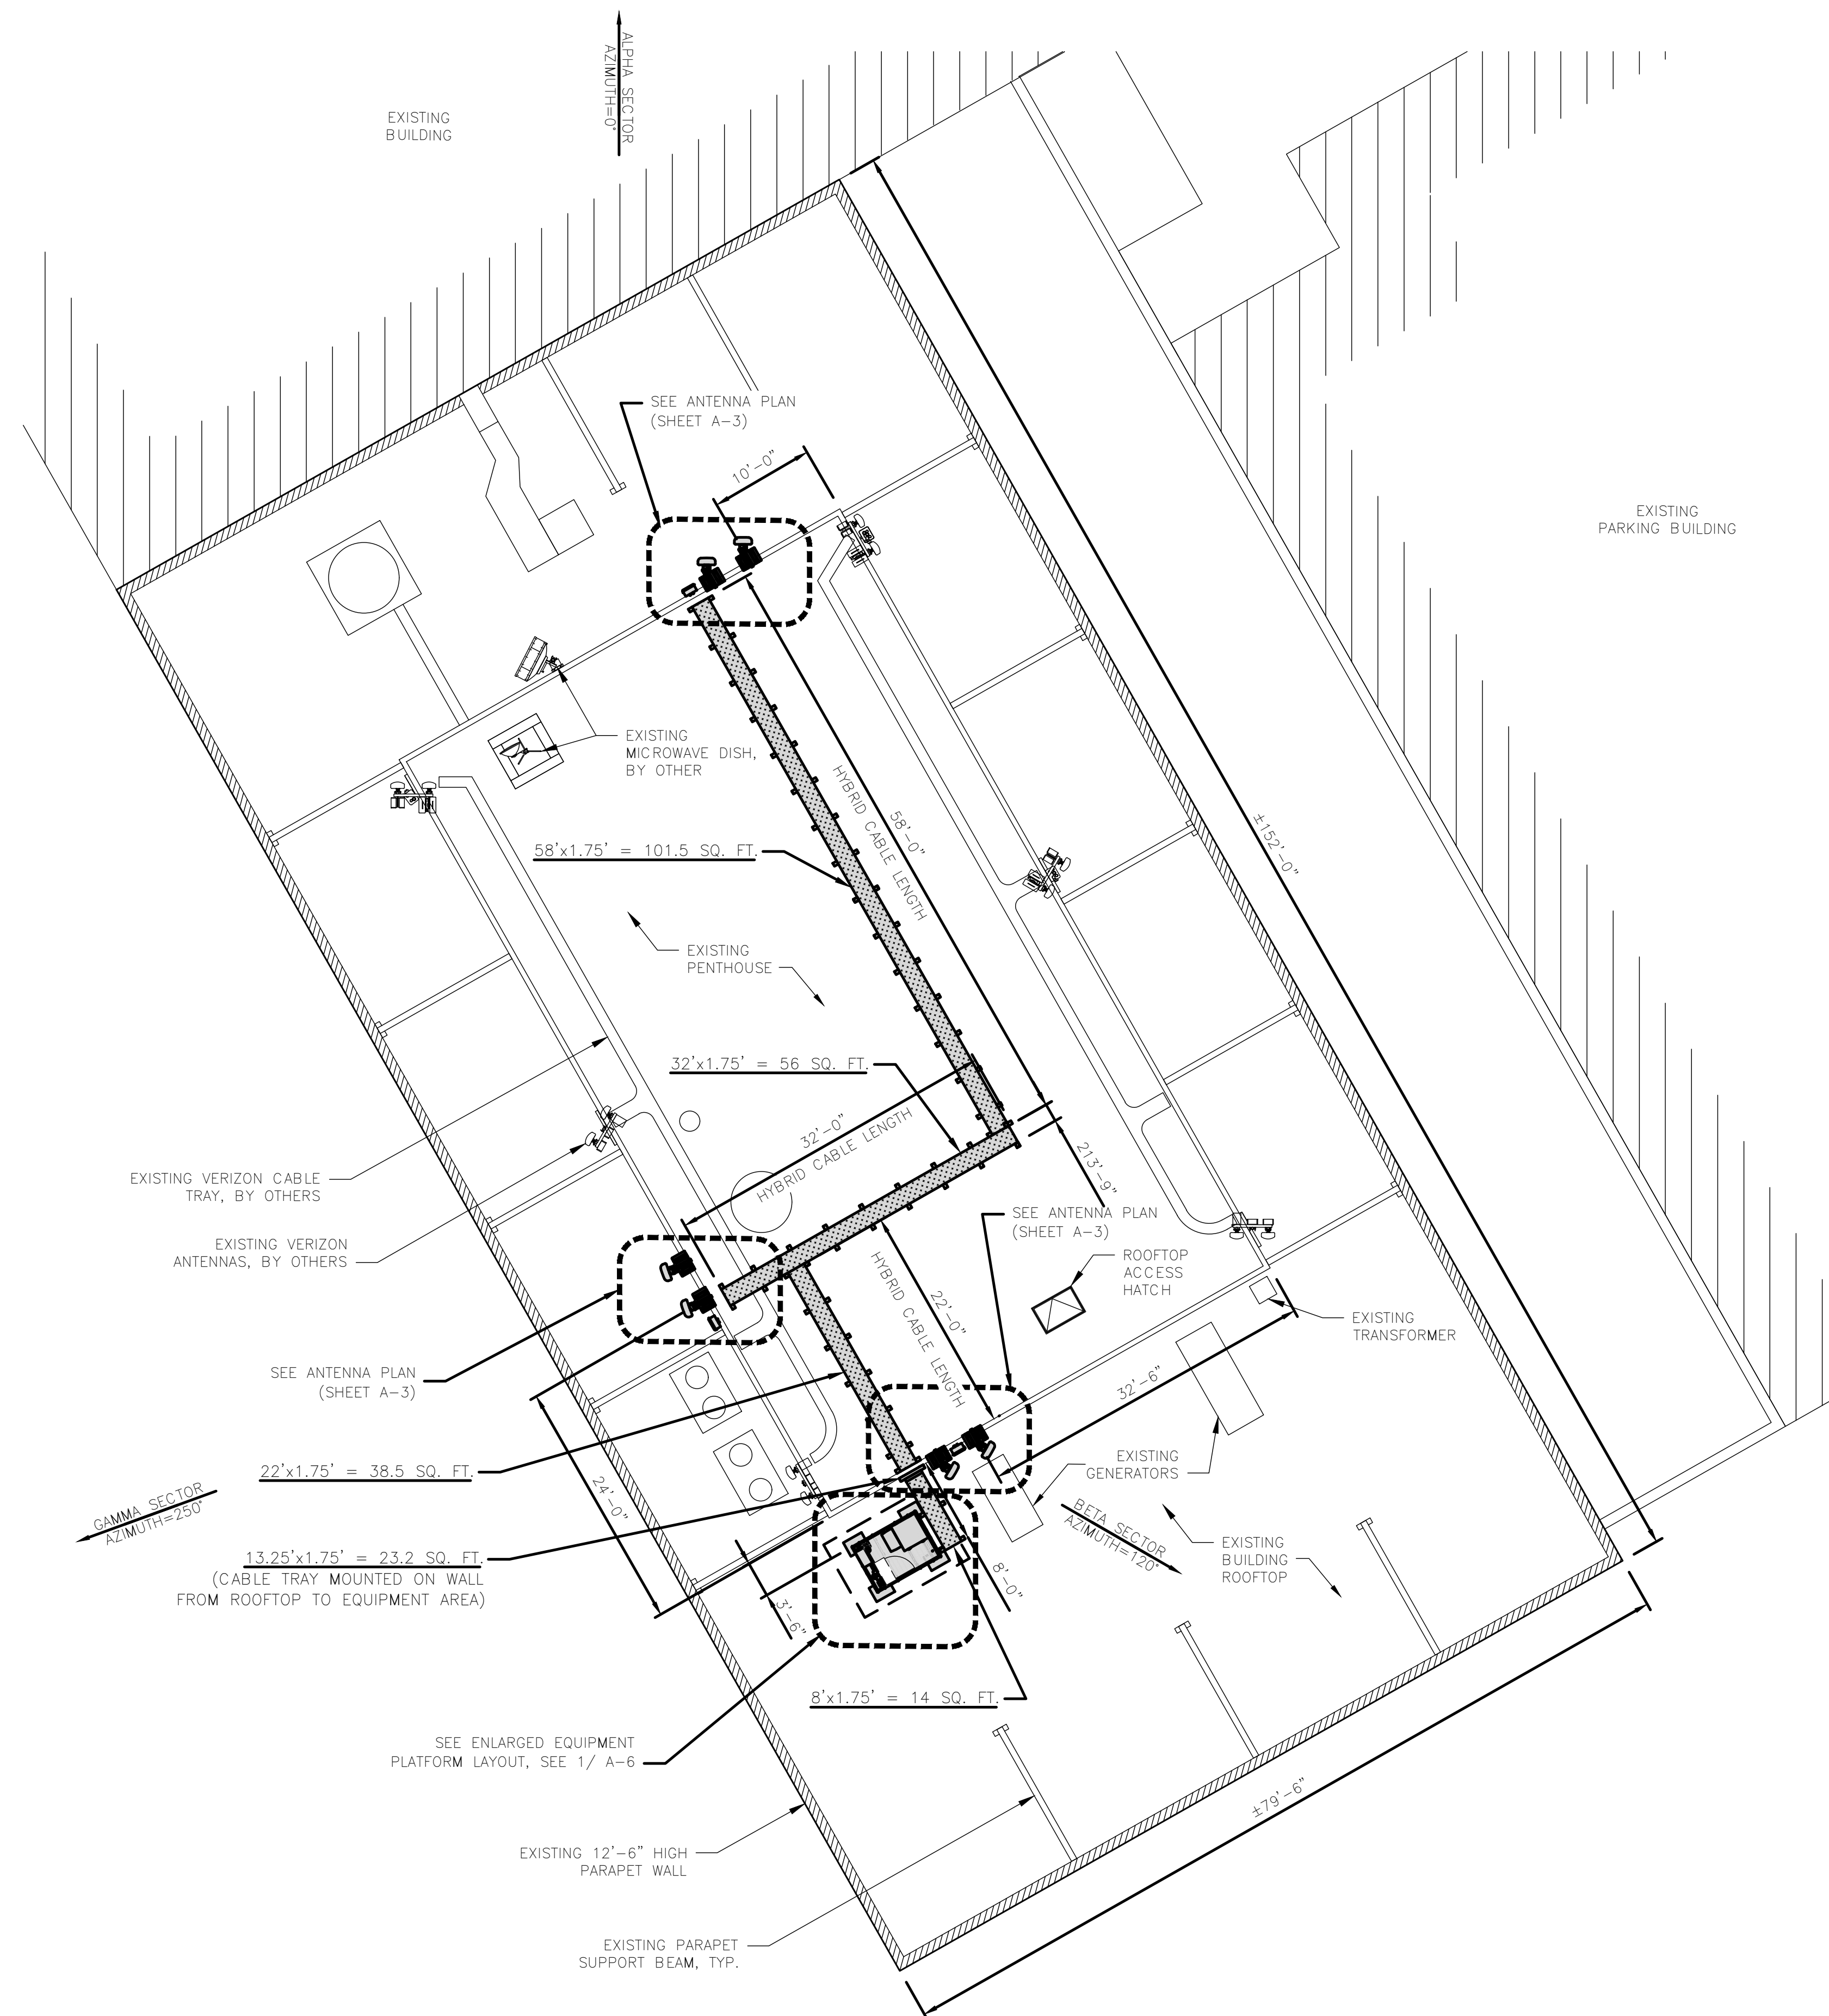 ALPHA SECTOR
AZIMUTH=0°
EXISTING
BUILDING
EXISTING
PARKING BUILDING
SEE ANTENNA PLAN
(SHEET A-3)
10'-0"
EXISTING
MICROWAVE DISH,
BY OTHER
58'-0"
HYBRID CABLE LENGTH
±152'-0"
58'x1.75' = 101.5 SQ. FT.
EXISTING
PENTHOUSE
32'x1.75' = 56 SQ. FT.
32'-0"
HYBRID CABLE LENGTH
213'-9"
EXISTING VERIZON CABLE
TRAY, BY OTHERS
EXISTING VERIZON
ANTENNAS, BY OTHERS
SEE ANTENNA PLAN
(SHEET A-3)
ROOFTOP
ACCESS
HATCH
22'-0"
HYBRID CABLE LENGTH
EXISTING
TRANSFORMER
SEE ANTENNA PLAN
(SHEET A-3)
32'-6"
22'x1.75' = 38.5 SQ. FT.
EXISTING
GENERATORS
24'-0"
GAMMA SECTOR
AZIMUTH=250°
BETA SECTOR
AZIMUTH=120°
EXISTING
BUILDING
ROOFTOP
13.25'x1.75' = 23.2 SQ. FT.
(CABLE TRAY MOUNTED ON WALL
FROM ROOFTOP TO EQUIPMENT AREA)
8'-0"
3'-6"
8'x1.75' = 14 SQ. FT.
SEE ENLARGED EQUIPMENT
PLATFORM LAYOUT, SEE 1/ A-6
±79'-6"
EXISTING 12'-6" HIGH
PARAPET WALL
EXISTING PARAPET
SUPPORT BEAM, TYP.